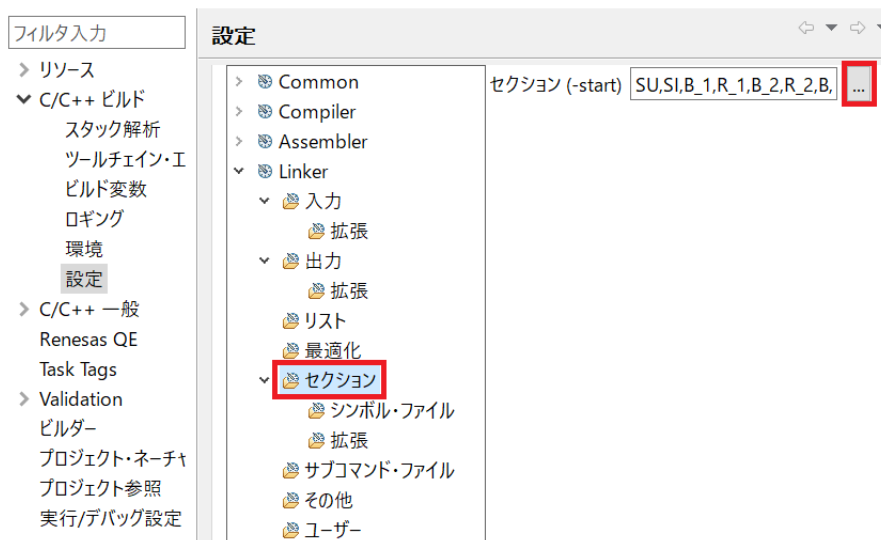 フィルタ入力
リソース
C/C++ ビルド
スタック解析
ツールチェイン・エ
ビルド変数
ロギング
環境
設定
C/C++ 一般
Renesas QE
Task Tags
Validation
ビルダー
プロジェクト・ネーチャ
プロジェクト参照
実行/デバッグ設定
設定
Common
Compiler
Assembler
Linker
入力
拡張
出力
拡張
リスト
最適化
セクション
シンボル・ファイル
拡張
サブコマンド・ファイル
その他
ユーザー
セクション (-start) SU,SI,B_1,R_1,B_2,R_2,B, ...